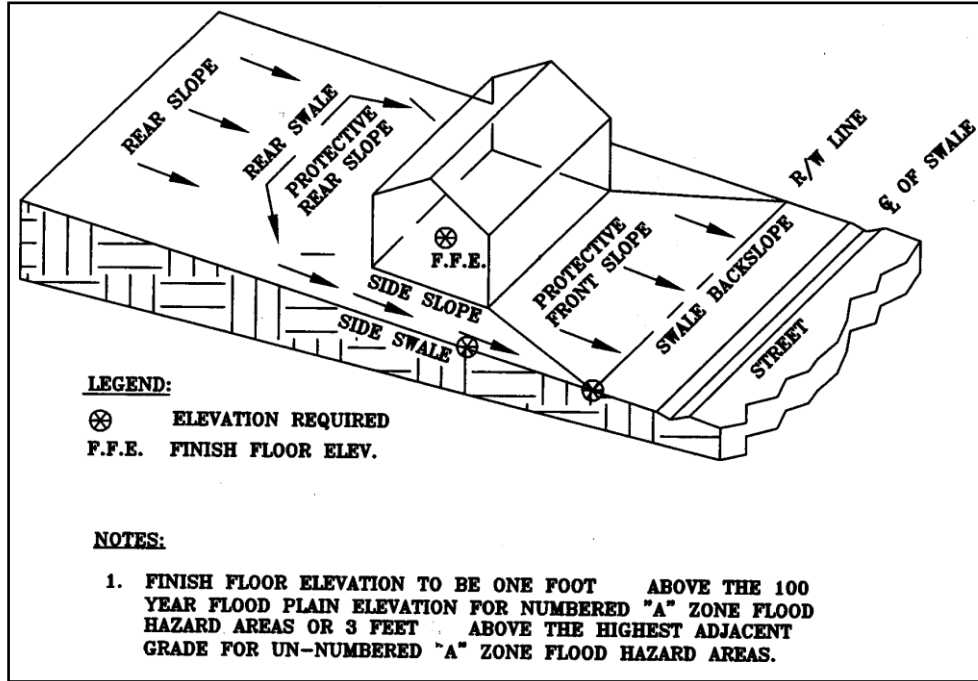 REAR SLOPE
REAR SWALE
PROTECTIVE
REAR SLOPE
R/W LINE
℄ OF SWALE
F.F.E.
PROTECTIVE
FRONT SLOPE
SWALE BACKSLOPE
SIDE SLOPE
SIDE SWALE
STREET
LEGEND:
ELEVATION REQUIRED
F.F.E. FINISH FLOOR ELEV.
NOTES:
1. FINISH FLOOR ELEVATION TO BE ONE FOOT ABOVE THE 100
YEAR FLOOD PLAIN ELEVATION FOR NUMBERED "A" ZONE FLOOD
HAZARD AREAS OR 3 FEET ABOVE THE HIGHEST ADJACENT
GRADE FOR UN-NUMBERED "A" ZONE FLOOD HAZARD AREAS.